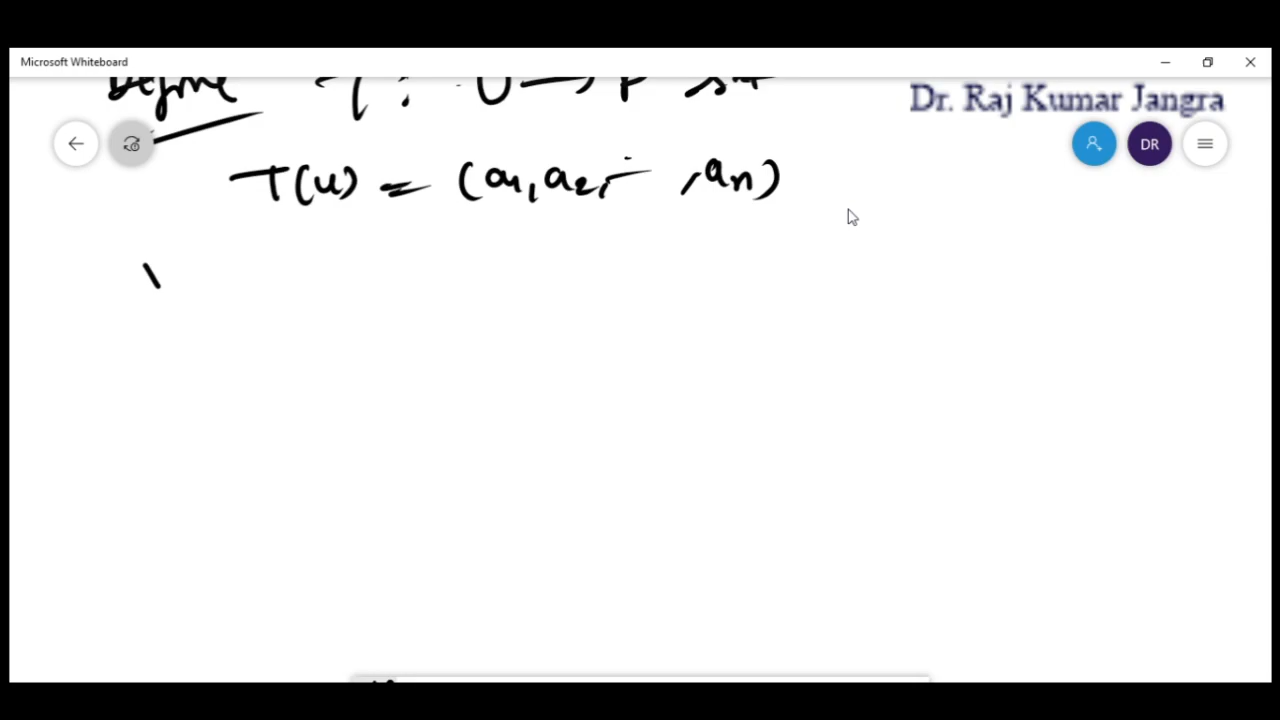 Microsoft Whiteboard
Define T : U → F s.t
Dr. Raj Kumar Jangra
DR
T(u) = (a1, a2, – , an)